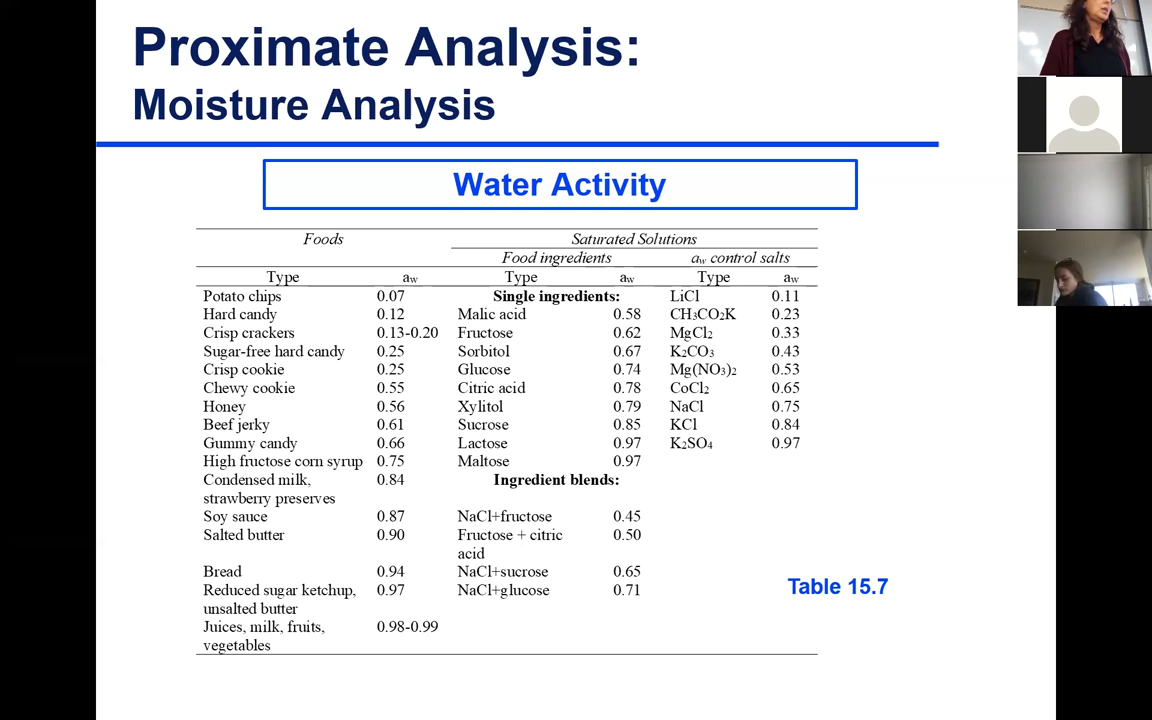 Proximate Analysis:
Moisture Analysis
Water Activity
Foods Saturated Solutions
Food ingredients aw control salts
Type aw Type aw Type aw
Potato chips 0.07 Single ingredients: LiCl 0.11
Hard candy 0.12 Malic acid 0.58 CH3CO2K 0.23
Crisp crackers 0.13-0.20 Fructose 0.62 MgCl2 0.33
Sugar-free hard candy 0.25 Sorbitol 0.67 K2CO3 0.43
Crisp cookie 0.25 Glucose 0.74 Mg(NO3)2 0.53
Chewy cookie 0.55 Citric acid 0.78 CoCl2 0.65
Honey 0.56 Xylitol 0.79 NaCl 0.75
Beef jerky 0.61 Sucrose 0.85 KCl 0.84
Gummy candy 0.66 Lactose 0.97 K2SO4 0.97
High fructose corn syrup 0.75 Maltose 0.97
Condensed milk, 0.84 Ingredient blends:
strawberry preserves
Soy sauce 0.87 NaCl+fructose 0.45
Salted butter 0.90 Fructose + citric 0.50
acid
Bread 0.94 NaCl+sucrose 0.65
Reduced sugar ketchup, 0.97 NaCl+glucose 0.71
unsalted butter
Juices, milk, fruits, 0.98-0.99
vegetables
Table 15.7